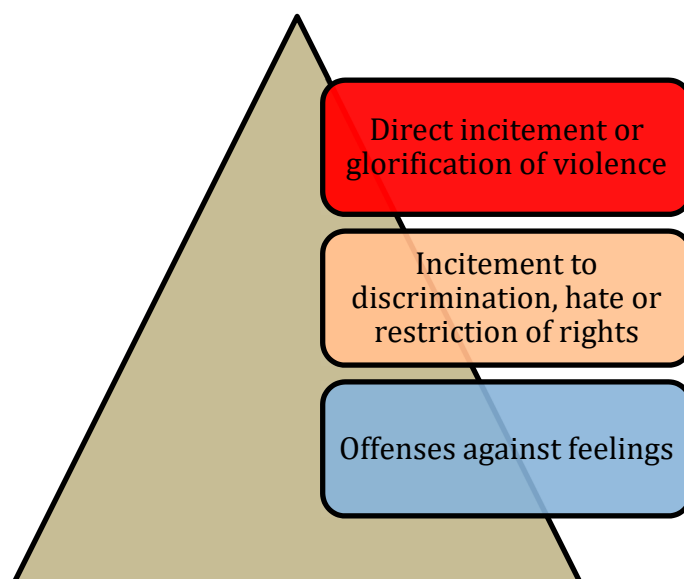 Direct incitement or
glorification of violence
Incitement to
discrimination, hate or
restriction of rights
Offenses against feelings